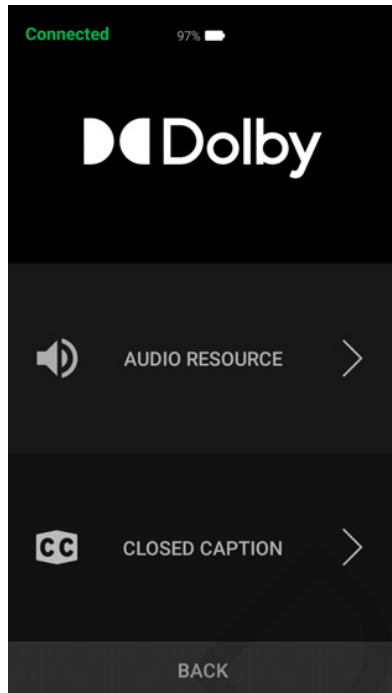 Connected 97%
Dolby
AUDIO RESOURCE
CC CLOSED CAPTION
BACK